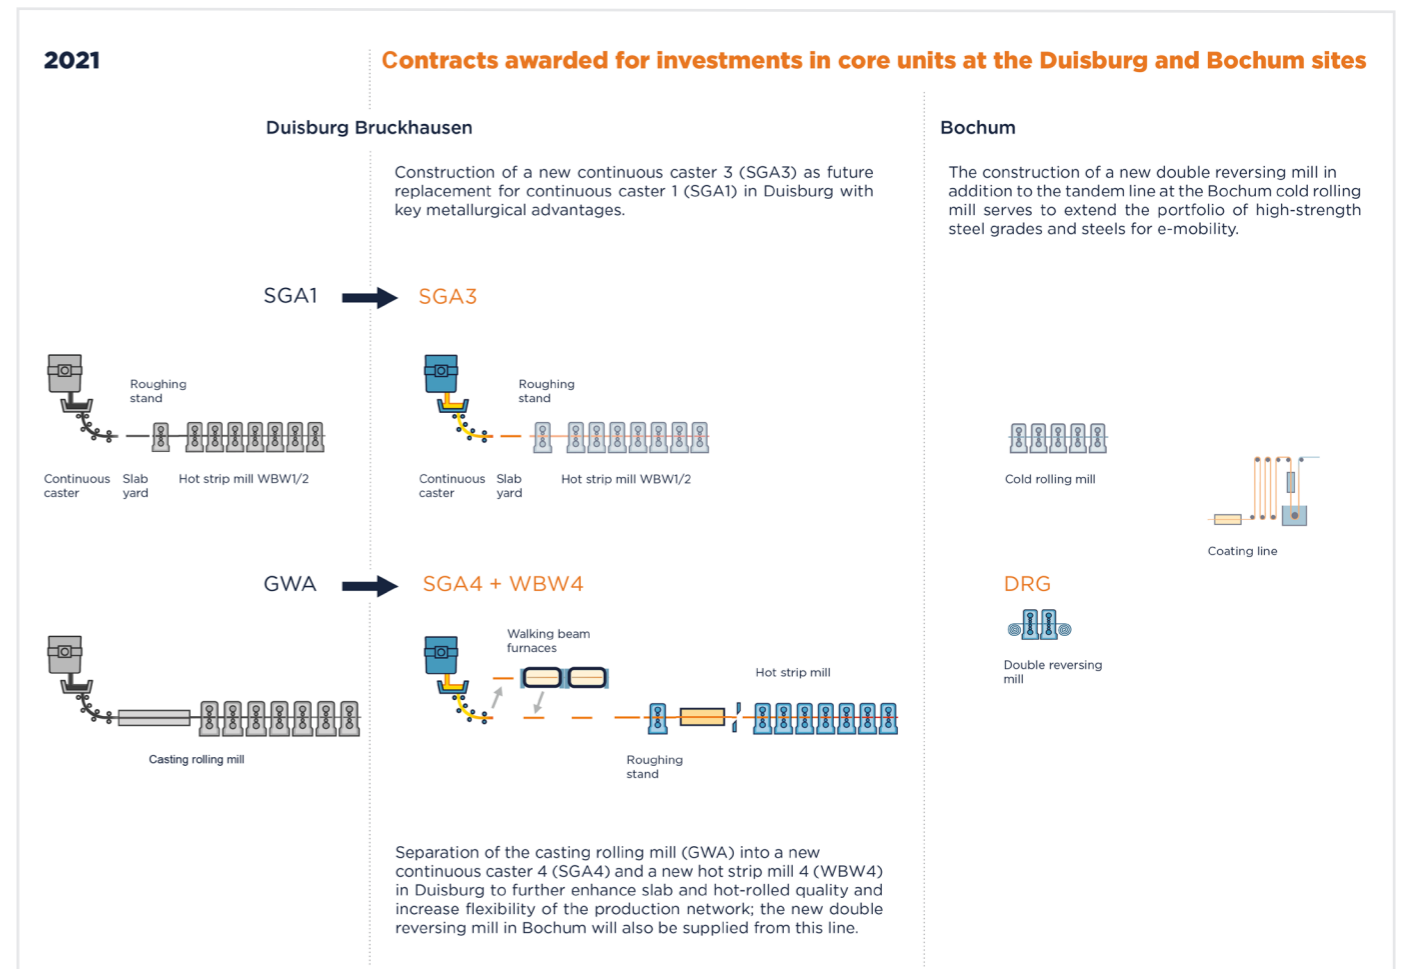 2021
Contracts awarded for investments in core units at the Duisburg and Bochum sites
Duisburg Bruckhausen
Construction of a new continuous caster 3 (SGA3) as future
replacement for continuous caster 1 (SGA1) in Duisburg with
key metallurgical advantages.
SGA1
SGA3
Roughing
stand
Continuous
caster
Slab
yard
Hot strip mill WBW1/2
Roughing
stand
Continuous
caster
Slab
yard
Hot strip mill WBW1/2
GWA
SGA4 + WBW4
Casting rolling mill
Walking beam
furnaces
Hot strip mill
Roughing
stand
Separation of the casting rolling mill (GWA) into a new
continuous caster 4 (SGA4) and a new hot strip mill 4 (WBW4)
in Duisburg to further enhance slab and hot-rolled quality and
increase flexibility of the production network; the new double
reversing mill in Bochum will also be supplied from this line.
Bochum
The construction of a new double reversing mill in
addition to the tandem line at the Bochum cold rolling
mill serves to extend the portfolio of high-strength
steel grades and steels for e-mobility.
Cold rolling mill
Coating line
DRG
Double reversing
mill